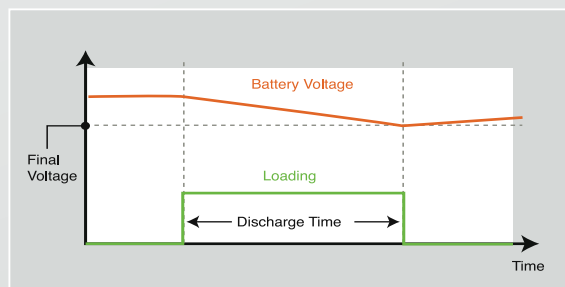 Battery Voltage
Final
Voltage
Loading
Discharge Time
Time